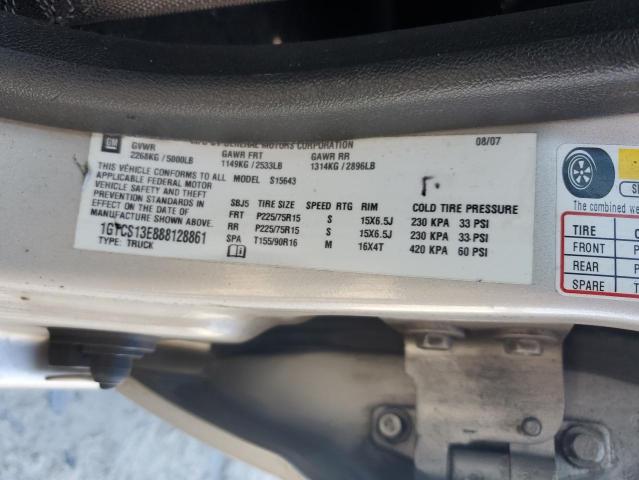 GM
BY GENERAL MOTORS CORPORATION 08/07
GVWR GAWR FRT GAWR RR
2268KG / 5000LB 1149KG / 2533LB 1314KG / 2896LB
THIS VEHICLE CONFORMS TO ALL MODEL S15643
APPLICABLE FEDERAL MOTOR
VEHICLE SAFETY AND THEFT
PREVENTION STANDARDS SBJ5 TIRE SIZE SPEED RTG RIM COLD TIRE PRESSURE
IN EFFECT ON THE DATE OF FRT P225/75R15 S 15X6.5J 230 KPA 33 PSI
MANUFACTURE SHOWN ABOVE. RR P225/75R15 S 15X6.5J 230 KPA 33 PSI
1GTCS13E888128861 SPA T155/90R16 M 16X4T 420 KPA 60 PSI
TYPE: TRUCK
The combined
TIRE
FRONT P
REAR P
SPARE T